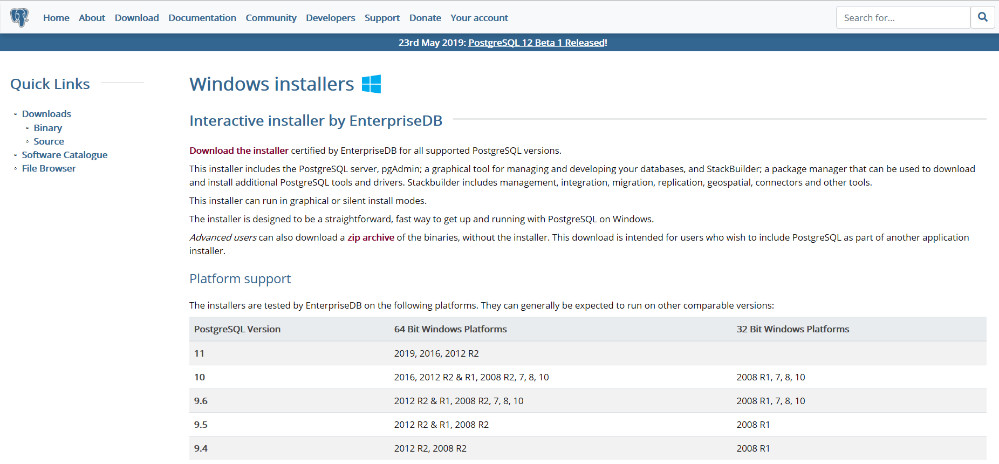 Home About Download Documentation Community Developers Support Donate Your account Search for...
23rd May 2019: PostgreSQL 12 Beta 1 Released!
Quick Links
Downloads
Binary
Source
Software Catalogue
File Browser
Windows installers
Interactive installer by EnterpriseDB
Download the installer certified by EnterpriseDB for all supported PostgreSQL versions.
This installer includes the PostgreSQL server, pgAdmin; a graphical tool for managing and developing your databases, and StackBuilder; a package manager that can be used to download
and install additional PostgreSQL tools and drivers. Stackbuilder includes management, integration, migration, replication, geospatial, connectors and other tools.
This installer can run in graphical or silent install modes.
The installer is designed to be a straightforward, fast way to get up and running with PostgreSQL on Windows.
Advanced users can also download a zip archive of the binaries, without the installer. This download is intended for users who wish to include PostgreSQL as part of another application
installer.
Platform support
The installers are tested by EnterpriseDB on the following platforms. They can generally be expected to run on other comparable versions:
PostgreSQL Version 64 Bit Windows Platforms 32 Bit Windows Platforms
11 2019, 2016, 2012 R2
10 2016, 2012 R2 & R1, 2008 R2, 7, 8, 10 2008 R1, 7, 8, 10
9.6 2012 R2 & R1, 2008 R2, 7, 8, 10 2008 R1, 7, 8, 10
9.5 2012 R2 & R1, 2008 R2 2008 R1
9.4 2012 R2, 2008 R2 2008 R1